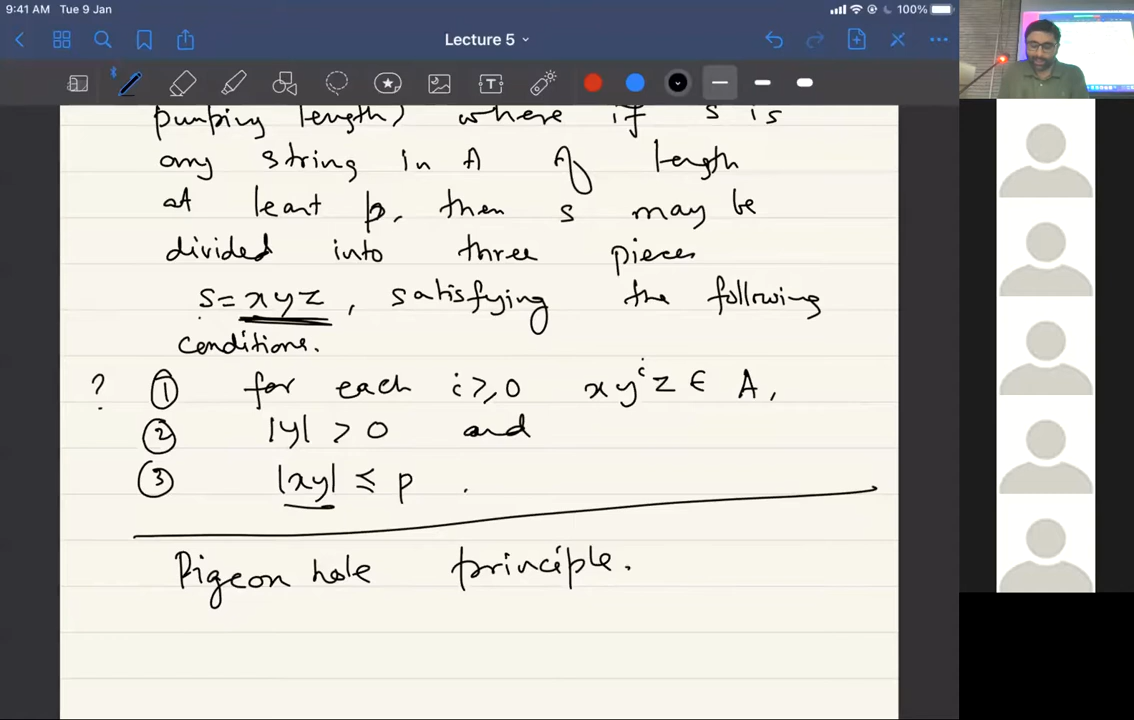 9:41 AM Tue 9 Jan
100%
Lecture 5
pumping length) where if s is
any string in A of length
at least p, then s may be
divided into three pieces
s = xyz, satisfying the following
conditions.
? ① for each i ≥ 0 xyⁱz ∈ A,
② |y| > 0 and
③ |xy| ≤ p.
Pigeon hole principle.